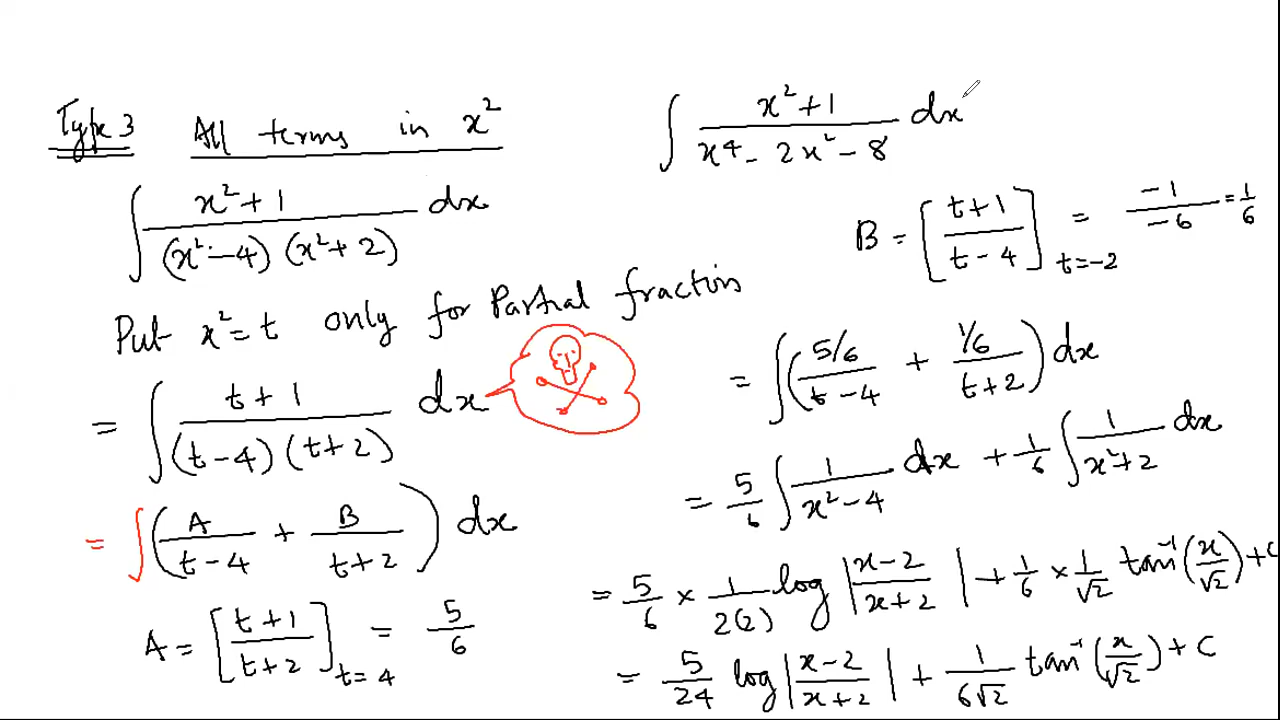 Type 3 All terms in x²
∫ (x²+1)/((x²-4)(x²+2)) dx
Put x²=t only for Partial fraction
= ∫ (t+1)/((t-4)(t+2)) dx
= ∫ (A/(t-4) + B/(t+2)) dx
A = [(t+1)/(t+2)]_{t=4} = 5/6
∫ (x²+1)/(x4-2x²-8) dx
B = [(t+1)/(t-4)]_{t=-2} = -1/-6 = 1/6
= ∫ ((5/6)/(t-4) + (1/6)/(t+2)) dx
= 5/6 ∫ 1/(x²-4) dx + 1/6 ∫ 1/(x²+2) dx
= 5/6 × 1/2(2) log |(x-2)/(x+2)| + 1/6 × 1/√2 tan⁻¹(x/√2) + C
= 5/24 log |(x-2)/(x+2)| + 1/6√2 tan⁻¹(x/√2) + C